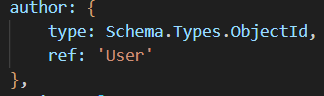 author: {
type: Schema.Types.ObjectId,
ref: 'User'
},